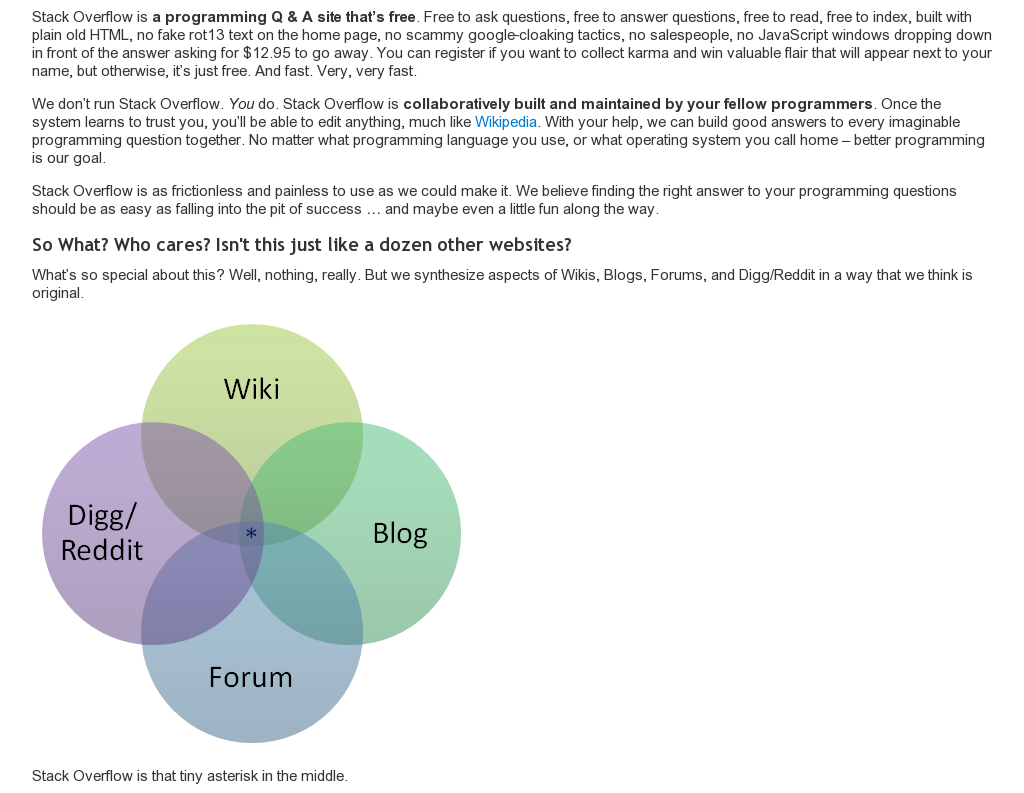 Stack Overflow is a programming Q & A site that’s free. Free to ask questions, free to answer questions, free to read, free to index, built with
plain old HTML, no fake rot13 text on the home page, no scammy google-cloaking tactics, no salespeople, no JavaScript windows dropping down
in front of the answer asking for $12.95 to go away. You can register if you want to collect karma and win valuable flair that will appear next to your
name, but otherwise, it’s just free. And fast. Very, very fast.
We don’t run Stack Overflow. You do. Stack Overflow is collaboratively built and maintained by your fellow programmers. Once the
system learns to trust you, you’ll be able to edit anything, much like Wikipedia. With your help, we can build good answers to every imaginable
programming question together. No matter what programming language you use, or what operating system you call home – better programming
is our goal.
Stack Overflow is as frictionless and painless to use as we could make it. We believe finding the right answer to your programming questions
should be as easy as falling into the pit of success … and maybe even a little fun along the way.
So What? Who cares? Isn't this just like a dozen other websites?
What’s so special about this? Well, nothing, really. But we synthesize aspects of Wikis, Blogs, Forums, and Digg/Reddit in a way that we think is
original.
Wiki
Digg/
Reddit
*
Blog
Forum
Stack Overflow is that tiny asterisk in the middle.